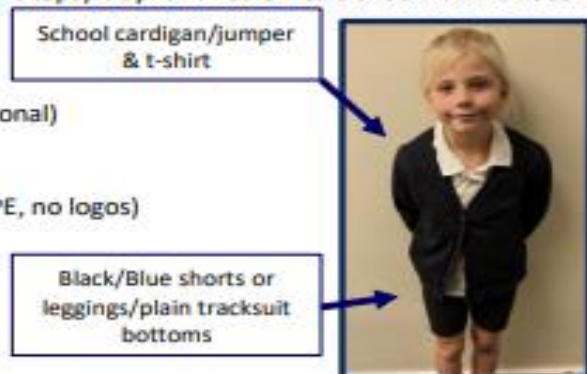 School cardigan/jumper
& t-shirt
onal)
PE, no logos)
Black/Blue shorts or
leggings/plain tracksuit
bottoms